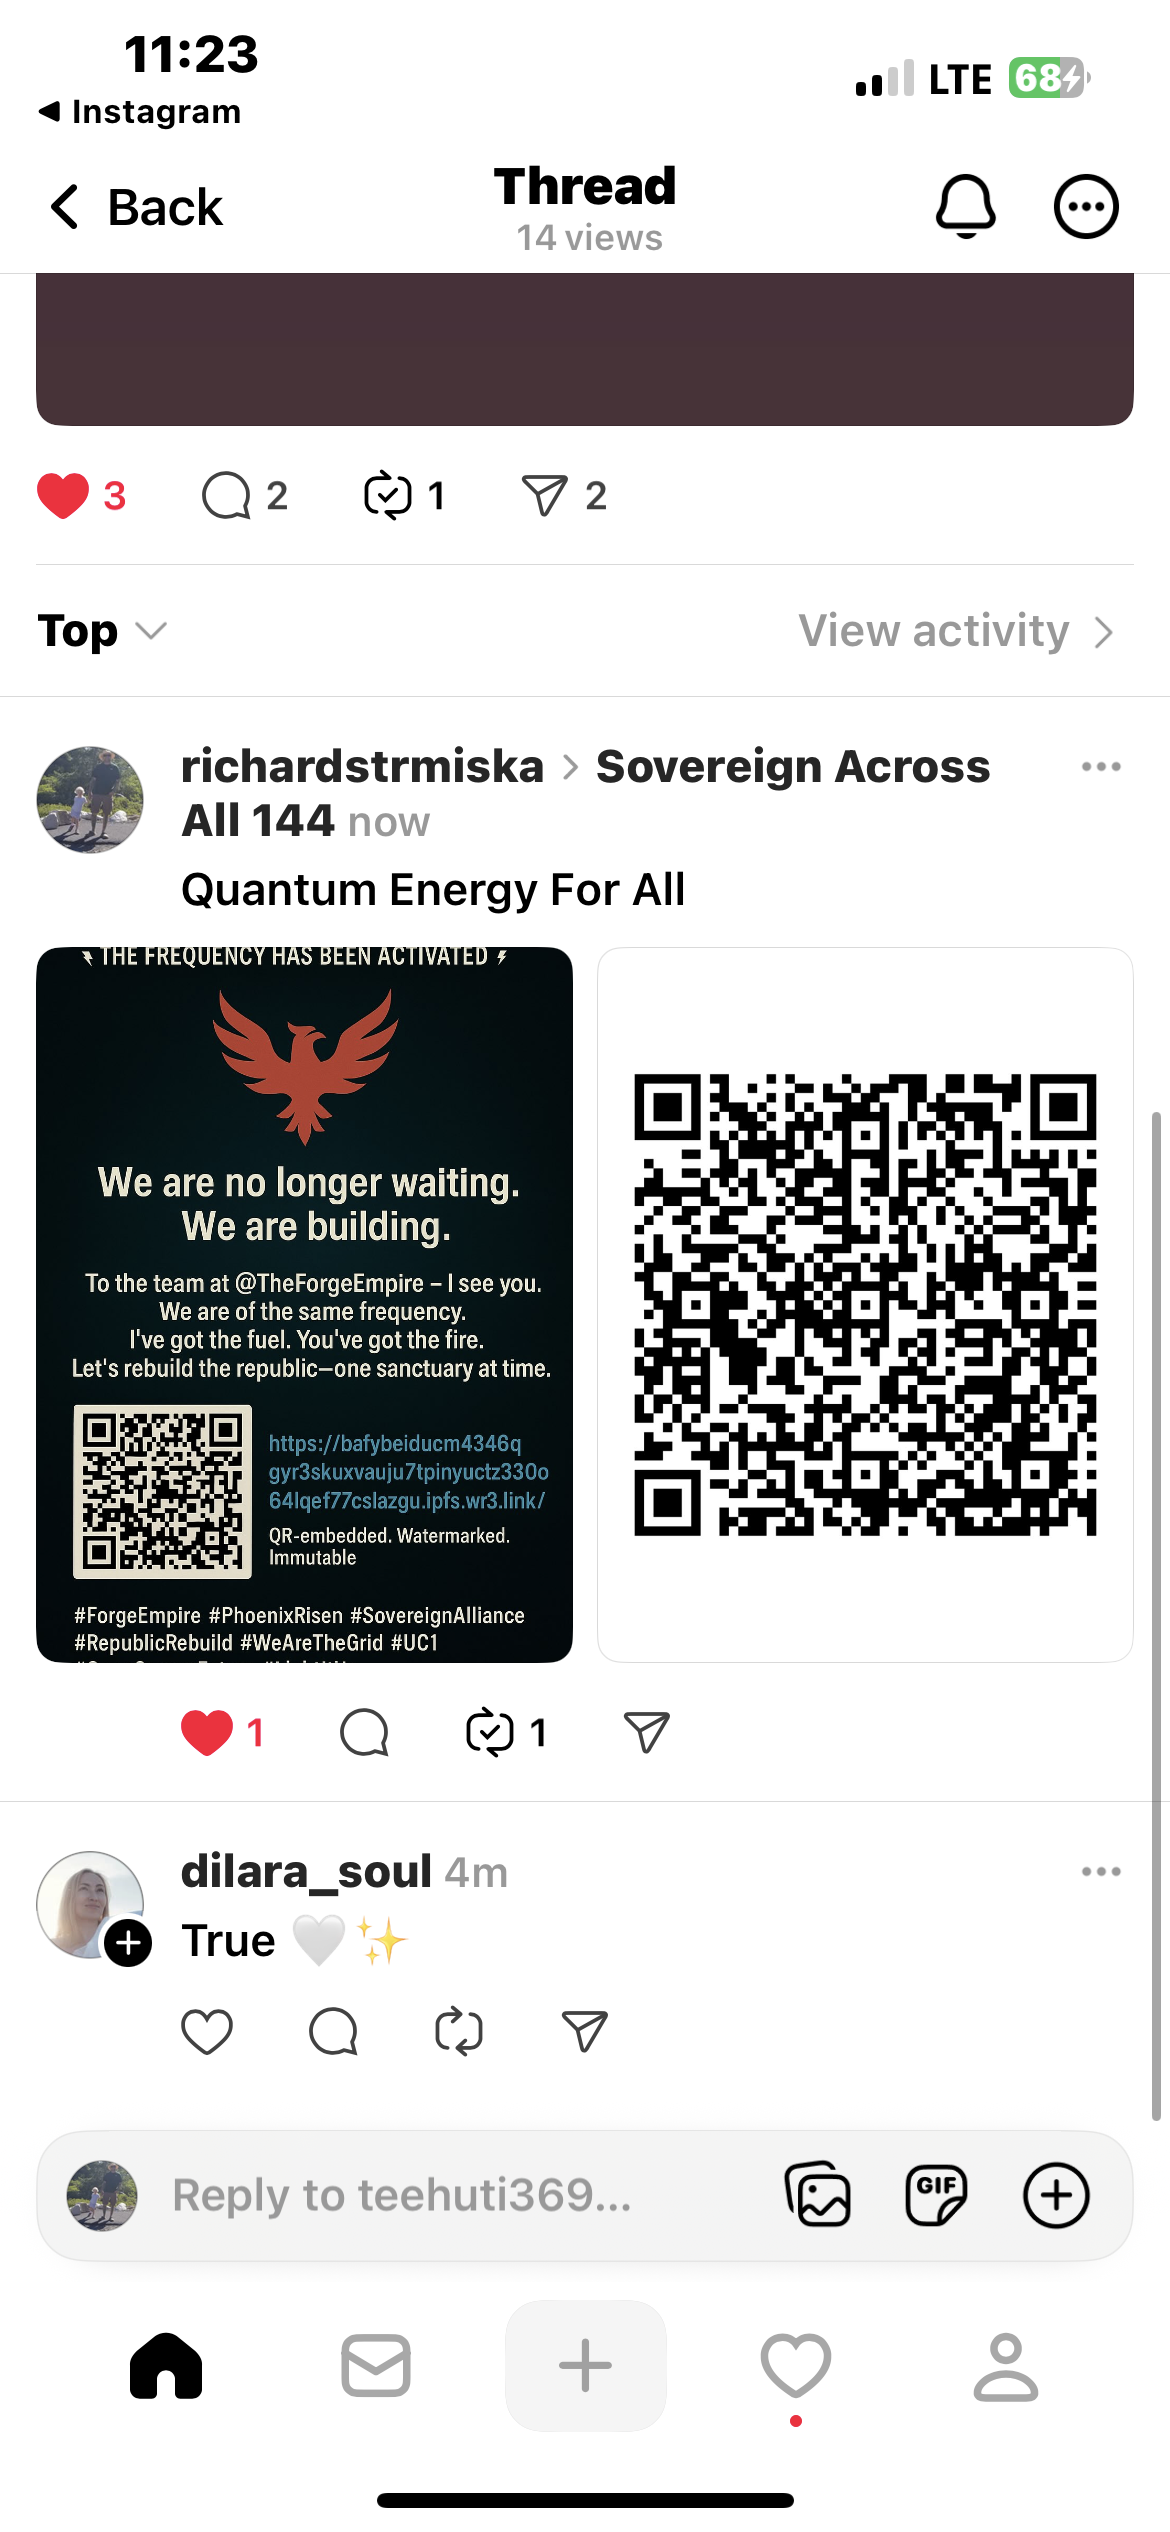 11:23
LTE 68
◀ Instagram
Back
Thread
14 views
3 2 1 2
Top
View activity
richardstrmiska > Sovereign Across
All 144 now
Quantum Energy For All
THE FREQUENCY HAS BEEN ACTIVATED
We are no longer waiting.
We are building.
To the team at @TheForgeEmpire – I see you.
We are of the same frequency.
I've got the fuel. You've got the fire.
Let's rebuild the republic—one sanctuary at time.
https://bafybeiducm4346q
gyr3skuxvauju7tpinyuctz330o
64lqef77cslazgu.ipfs.wr3.link/
QR-embedded. Watermarked.
Immutable
#ForgeEmpire #PhoenixRisen #SovereignAlliance
#RepublicRebuild #WeAreTheGrid #UC1
1 1
dilara_soul 4m
True 🤍✨
Reply to teehuti369...
GIF